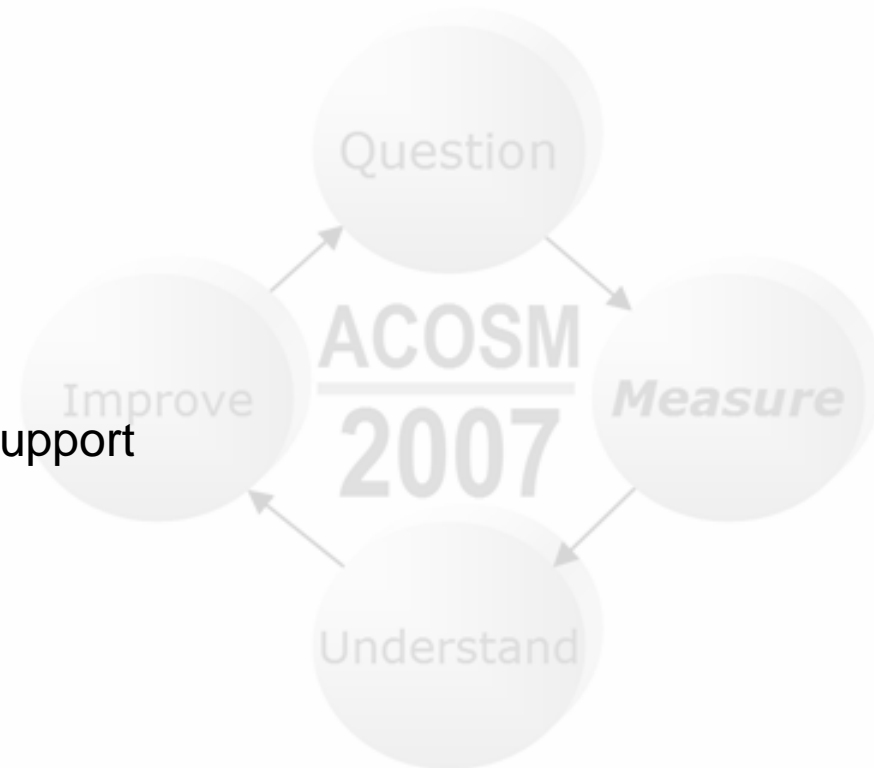 Question
ACOSM
Improve
Measure
upport
2007
Understand